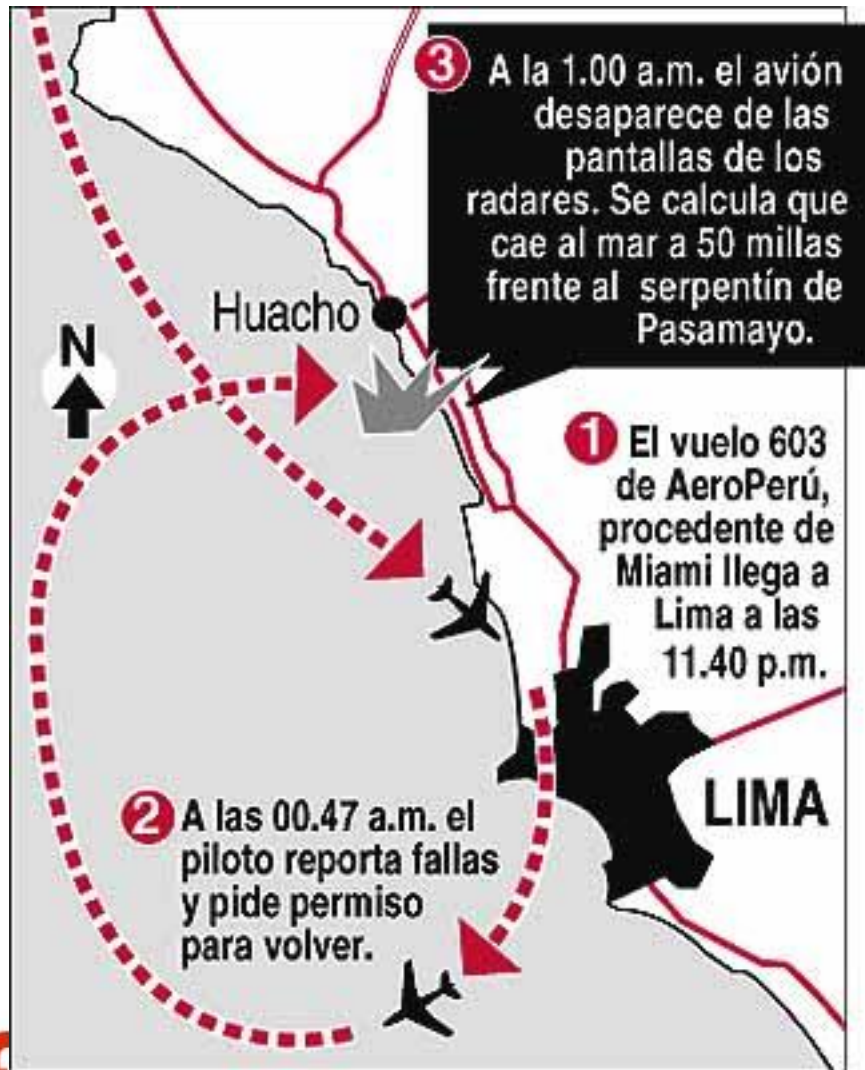 3 A la 1.00 a.m. el avión
desaparece de las
pantallas de los
radares. Se calcula que
cae al mar a 50 millas
frente al serpentín de
Pasamayo.
Huacho
N
1 El vuelo 603
de AeroPerú,
procedente de
Miami llega a
Lima a las
11.40 p.m.
LIMA
2 A las 00.47 a.m. el
piloto reporta fallas
y pide permiso
para volver.